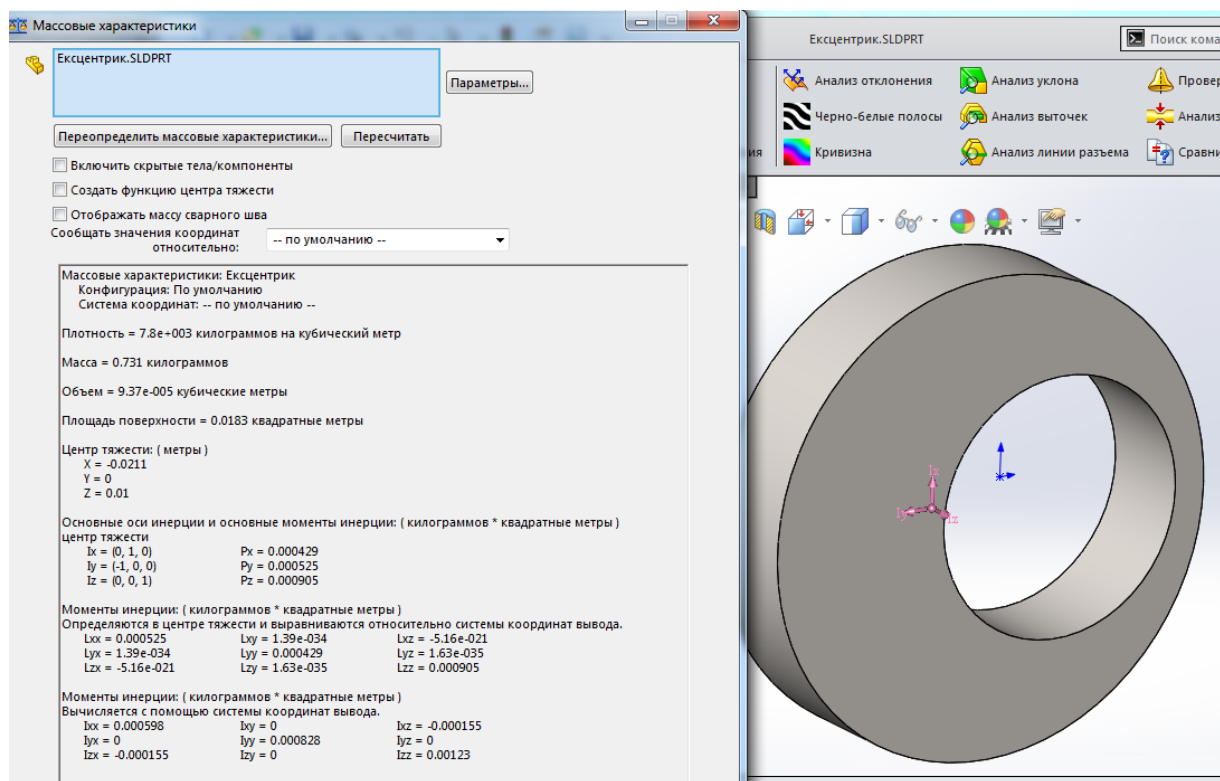 Массовые характеристики
Ексцентрик.SLDPRT
Параметры...
Переопределить массовые характеристики... Пересчитать
Включить скрытые тела/компоненты
Создать функцию центра тяжести
Отображать массу сварного шва
Сообщать значения координат
относительно:
-- по умолчанию --
Массовые характеристики: Ексцентрик
Конфигурация: По умолчанию
Система координат: -- по умолчанию --
Плотность = 7.8e+003 килограммов на кубический метр
Масса = 0.731 килограммов
Объем = 9.37e-005 кубические метры
Площадь поверхности = 0.0183 квадратные метры
Центр тяжести: ( метры )
X = -0.0211
Y = 0
Z = 0.01
Основные оси инерции и основные моменты инерции: ( килограммов * квадратные метры )
центр тяжести
Ix = (0, 1, 0) Px = 0.000429
Iy = (-1, 0, 0) Py = 0.000525
Iz = (0, 0, 1) Pz = 0.000905
Моменты инерции: ( килограммов * квадратные метры )
Определяются в центре тяжести и выравниваются относительно системы координат вывода.
Lxx = 0.000525 Lxy = 1.39e-034 Lxz = -5.16e-021
Lyx = 1.39e-034 Lyy = 0.000429 Lyz = 1.63e-035
Lzx = -5.16e-021 Lzy = 1.63e-035 Lzz = 0.000905
Моменты инерции: ( килограммов * квадратные метры )
Вычисляется с помощью системы координат вывода.
Ixx = 0.000598 Ixy = 0 Ixz = -0.000155
Iyx = 0 Iyy = 0.000828 Iyz = 0
Izx = -0.000155 Izy = 0 Izz = 0.00123
Ексцентрик.SLDPRT
Поиск кома
Анализ отклонения Анализ уклона Провер
Черно-белые полосы Анализ выточек Анализ
ия Кривизна Анализ линии разъема Сравни
Ix
Iy Iz